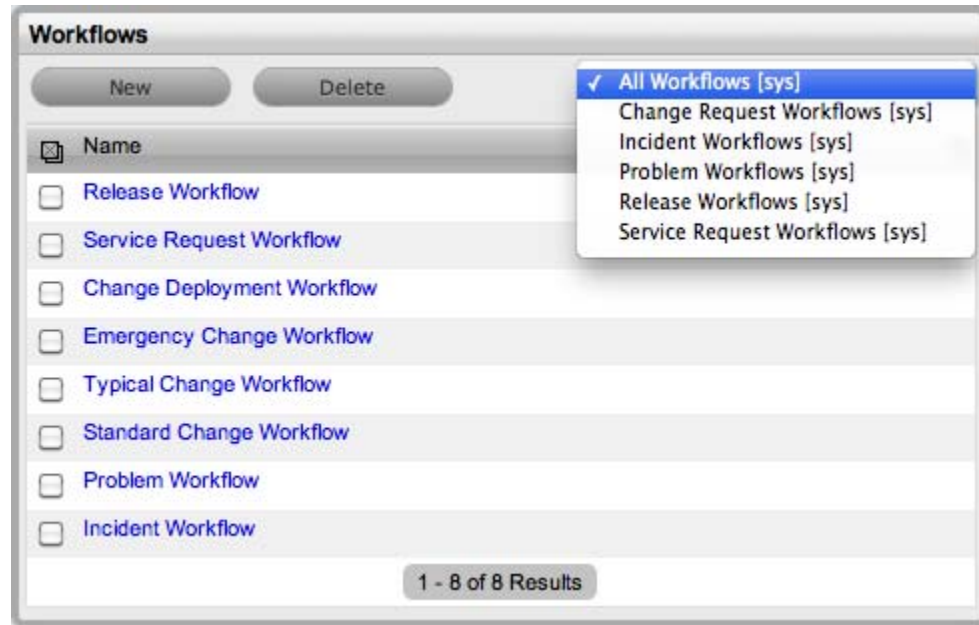 Workflows
New Delete
✓ All Workflows [sys]
Change Request Workflows [sys]
Incident Workflows [sys]
Problem Workflows [sys]
Release Workflows [sys]
Service Request Workflows [sys]
Name
Release Workflow
Service Request Workflow
Change Deployment Workflow
Emergency Change Workflow
Typical Change Workflow
Standard Change Workflow
Problem Workflow
Incident Workflow
1 - 8 of 8 Results